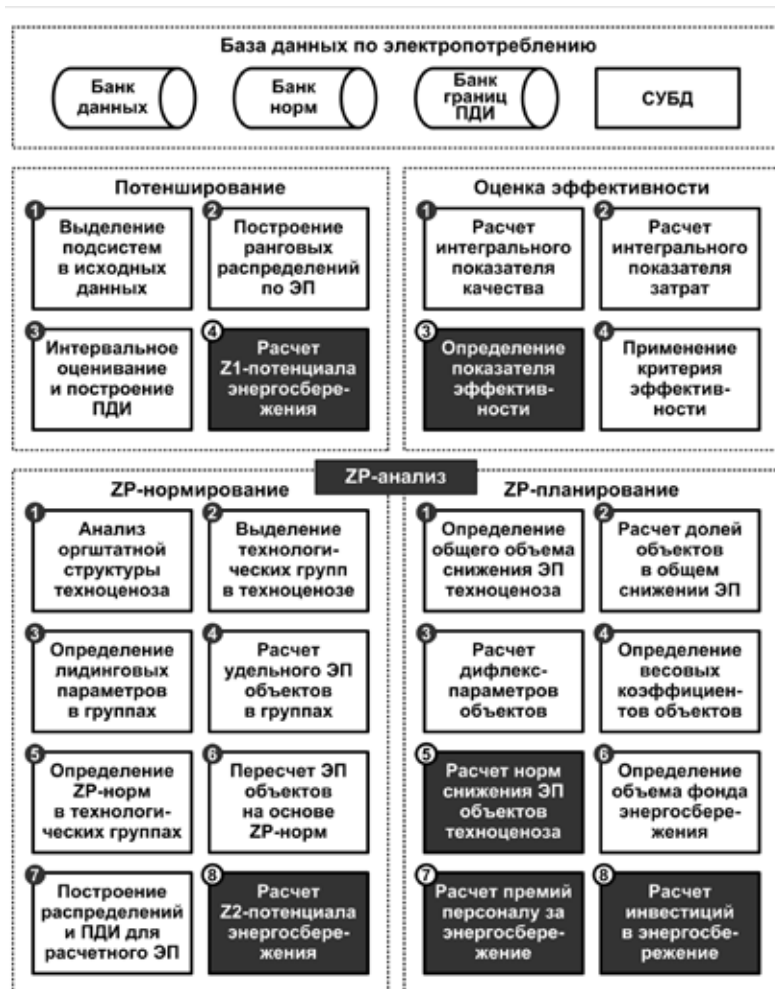 База данных по электропотреблению
Банк
данных
Банк
норм
Банк
границ
ПДИ
СУБД
Потенширование
1
Выделение
подсистем
в исходных
данных
2
Построение
ранговых
распределений
по ЭП
3
Интервальное
оценивание
и построение
ПДИ
4
Расчет
Z1-потенциала
энергосбере-
жения
Оценка эффективности
1
Расчет
интегрального
показателя
качества
2
Расчет
интегрального
показателя
затрат
3
Определение
показателя
эффектив-
ности
4
Применение
критерия
эффектив-
ности
ZP-анализ
ZP-нормирование
1
Анализ
оргштатной
структуры
техноценоза
2
Выделение
технологи-
ческих групп
в техноценозе
3
Определение
лидинговых
параметров
в группах
4
Расчет
удельного ЭП
объектов
в группах
5
Определение
ZP-норм
в технологи-
ческих группах
6
Пересчет ЭП
объектов
на основе
ZP-норм
7
Построение
распределений
и ПДИ для
расчетного ЭП
8
Расчет
Z2-потенциала
энергосбере-
жения
ZP-планирование
1
Определение
общего объема
снижения ЭП
техноценоза
2
Расчет долей
объектов
в общем
снижении ЭП
3
Расчет
дифлекс-
параметров
объектов
4
Определение
весовых
коэффициен-
тов объектов
5
Расчет норм
снижения ЭП
объектов
техноценоза
6
Определение
объема фонда
энергосбере-
жения
7
Расчет премий
персоналу за
энергосбе-
режение
8
Расчет
инвестиций
в энергосбе-
режение